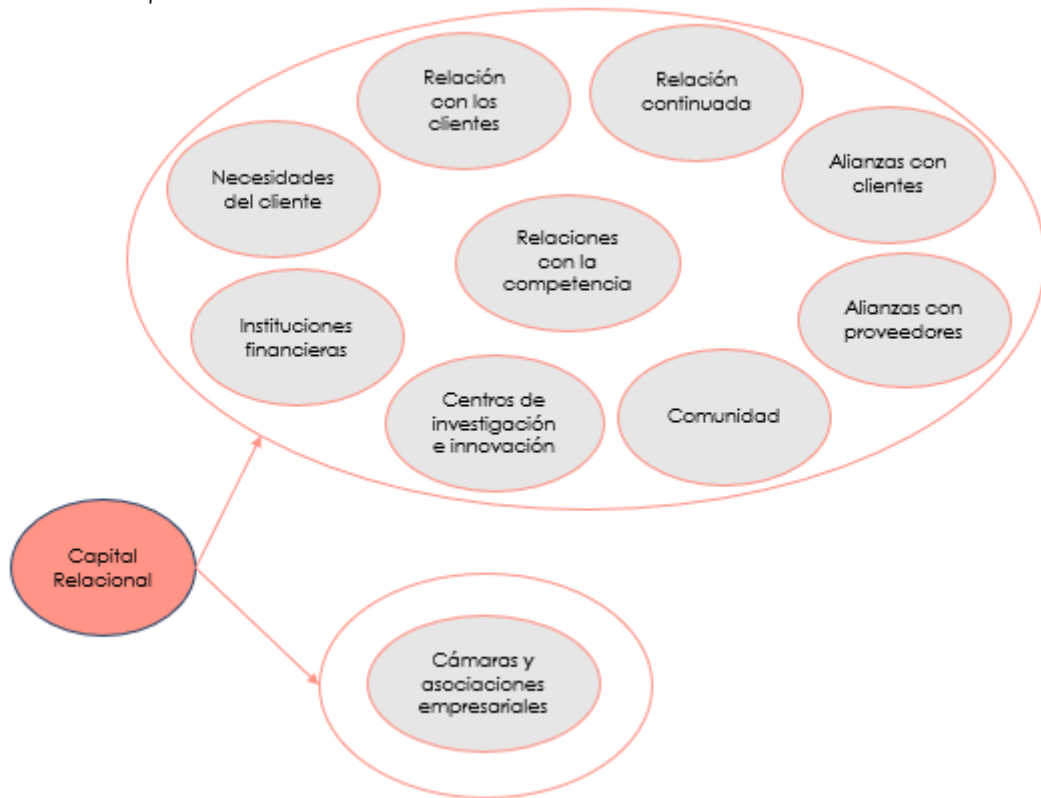 Relación
con los
clientes
Relación
continuada
Necesidades
del cliente
Alianzas con
clientes
Relaciones
con la
competencia
Instituciones
financieras
Alianzas con
proveedores
Centros de
investigación
e innovación
Comunidad
Capital
Relacional
Cámaras y
asociaciones
empresariales